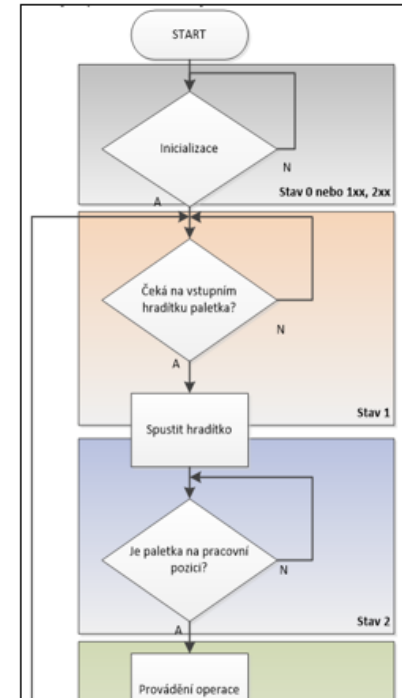 START
Inicializace
N
Stav 0 nebo 1xx, 2xx
A
Čeká na vstupním
hradítku paletka?
N
A
Stav 1
Spustit hradítko
Je paletka na pracovní
pozici?
N
Stav 2
A
Provádění operace